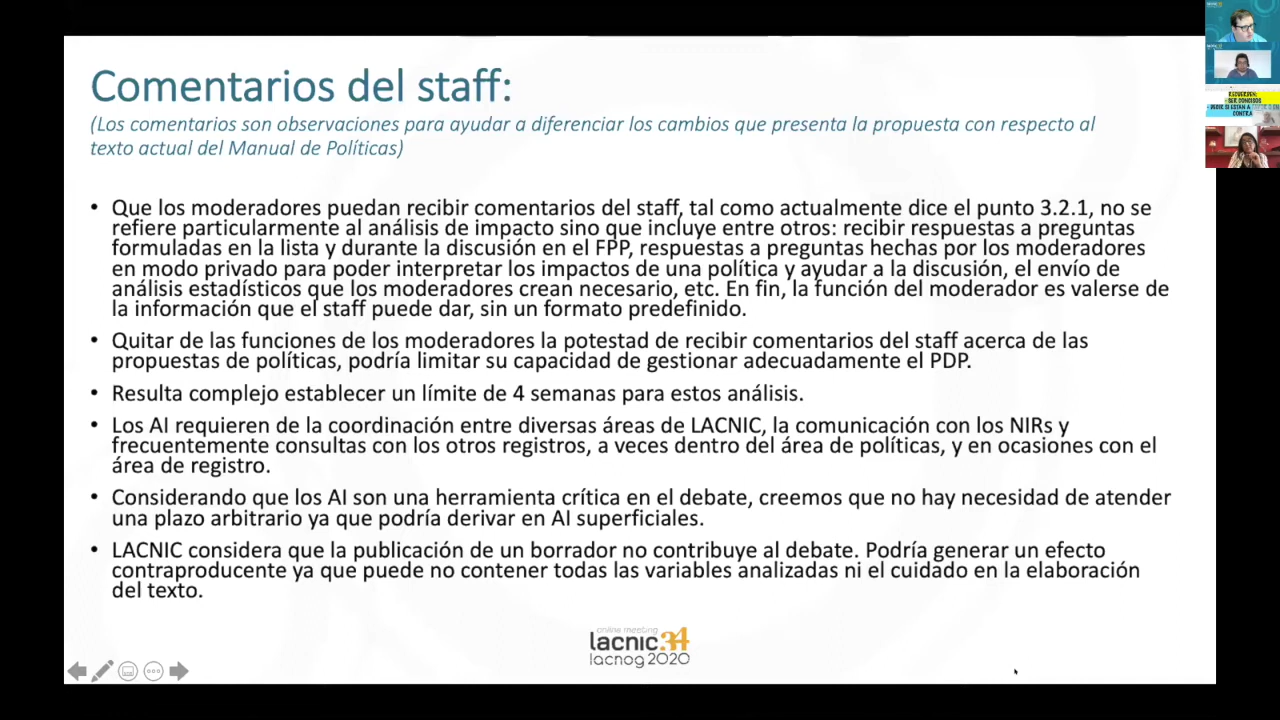 Comentarios del staff:
(Los comentarios son observaciones para ayudar a diferenciar los cambios que presenta la propuesta con respecto al
texto actual del Manual de Políticas)
• Que los moderadores puedan recibir comentarios del staff, tal como actualmente dice el punto 3.2.1, no se
refiere particularmente al análisis de impacto sino que incluye entre otros: recibir respuestas a preguntas
formuladas en la lista y durante la discusión en el FPP, respuestas a preguntas hechas por los moderadores
en modo privado para poder interpretar los impactos de una política y ayudar a la discusión, el envío de
análisis estadísticos que los moderadores crean necesario, etc. En fin, la función del moderador es valerse de
la información que el staff puede dar, sin un formato predefinido.
• Quitar de las funciones de los moderadores la potestad de recibir comentarios del staff acerca de las
propuestas de políticas, podría limitar su capacidad de gestionar adecuadamente el PDP.
• Resulta complejo establecer un límite de 4 semanas para estos análisis.
• Los AI requieren de la coordinación entre diversas áreas de LACNIC, la comunicación con los NIRs y
frecuentemente consultas con los otros registros, a veces dentro del área de políticas, y en ocasiones con el
área de registro.
• Considerando que los AI son una herramienta crítica en el debate, creemos que no hay necesidad de atender
una plazo arbitrario ya que podría derivar en AI superficiales.
• LACNIC considera que la publicación de un borrador no contribuye al debate. Podría generar un efecto
contraproducente ya que puede no contener todas las variables analizadas ni el cuidado en la elaboración
del texto.
online meeting
lacnic34
lacnog2020
RECUERDEN:
SER CONCISOS
CONTRA